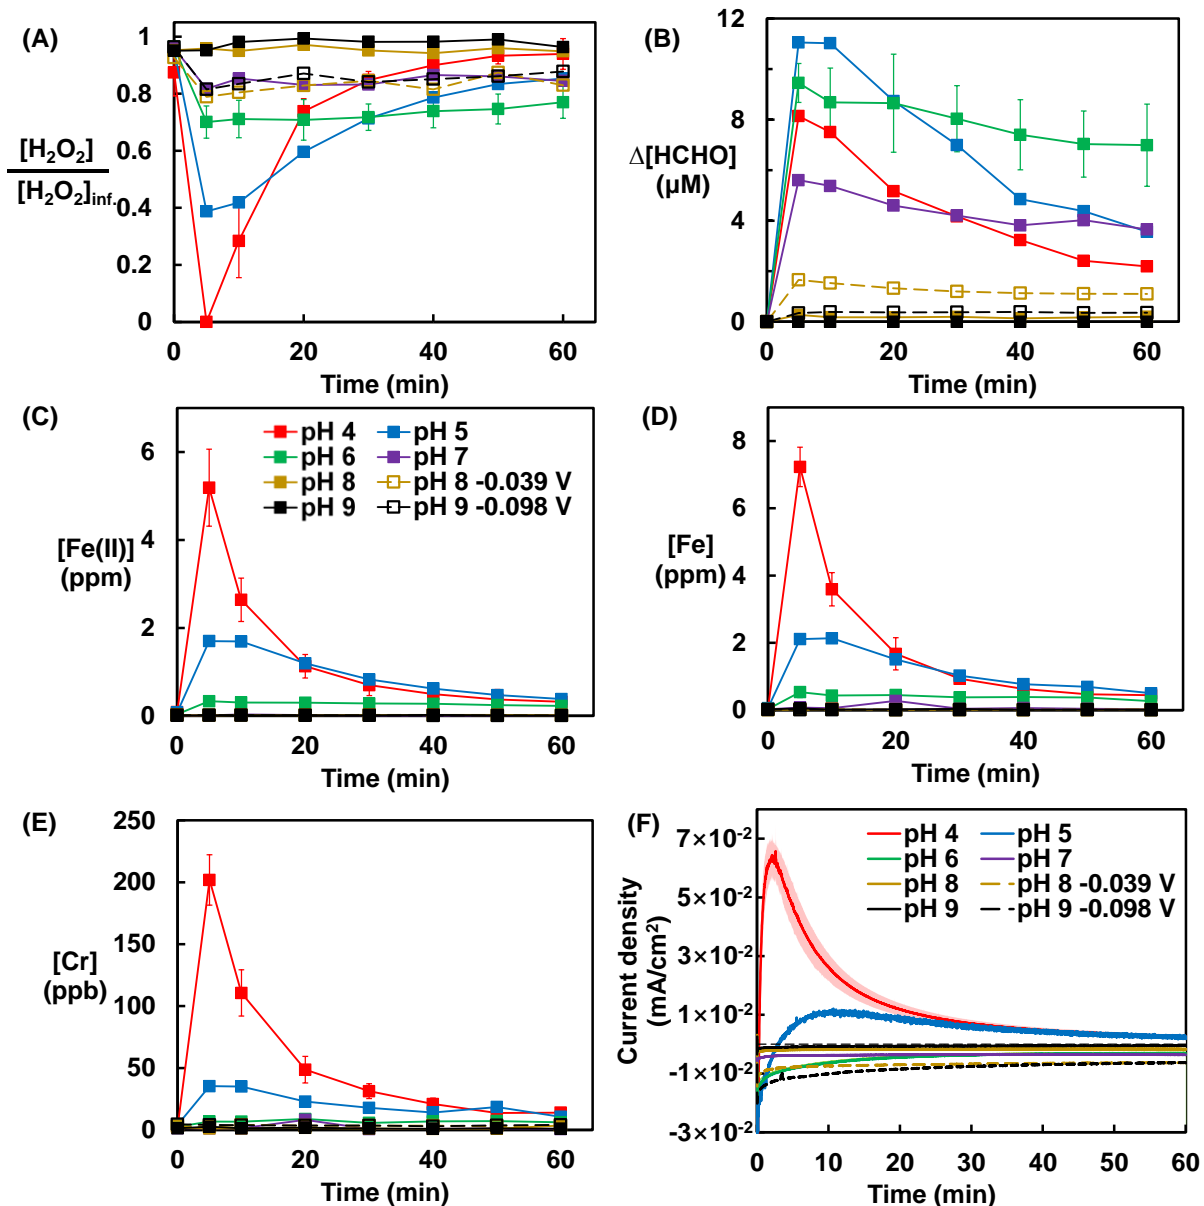 (A)
1
0.8
0.6
0.4
0.2
0
[H₂O₂]
[H₂O₂]inf.
0 20 40 60
Time (min)
(B)
12
8
4
0
Δ[HCHO]
(µM)
0 20 40 60
Time (min)
(C)
6
4
2
0
[Fe(II)]
(ppm)
pH 4 pH 5
pH 6 pH 7
pH 8 pH 8 -0.039 V
pH 9 pH 9 -0.098 V
0 20 40 60
Time (min)
(D)
8
6
4
2
0
[Fe]
(ppm)
0 20 40 60
Time (min)
(E)
250
200
150
100
50
0
[Cr]
(ppb)
0 20 40 60
Time (min)
(F)
7×10⁻²
5×10⁻²
3×10⁻²
1×10⁻²
-1×10⁻²
-3×10⁻²
Current density
(mA/cm²)
pH 4 pH 5
pH 6 pH 7
pH 8 pH 8 -0.039 V
pH 9 pH 9 -0.098 V
0 10 20 30 40 50 60
Time (min)